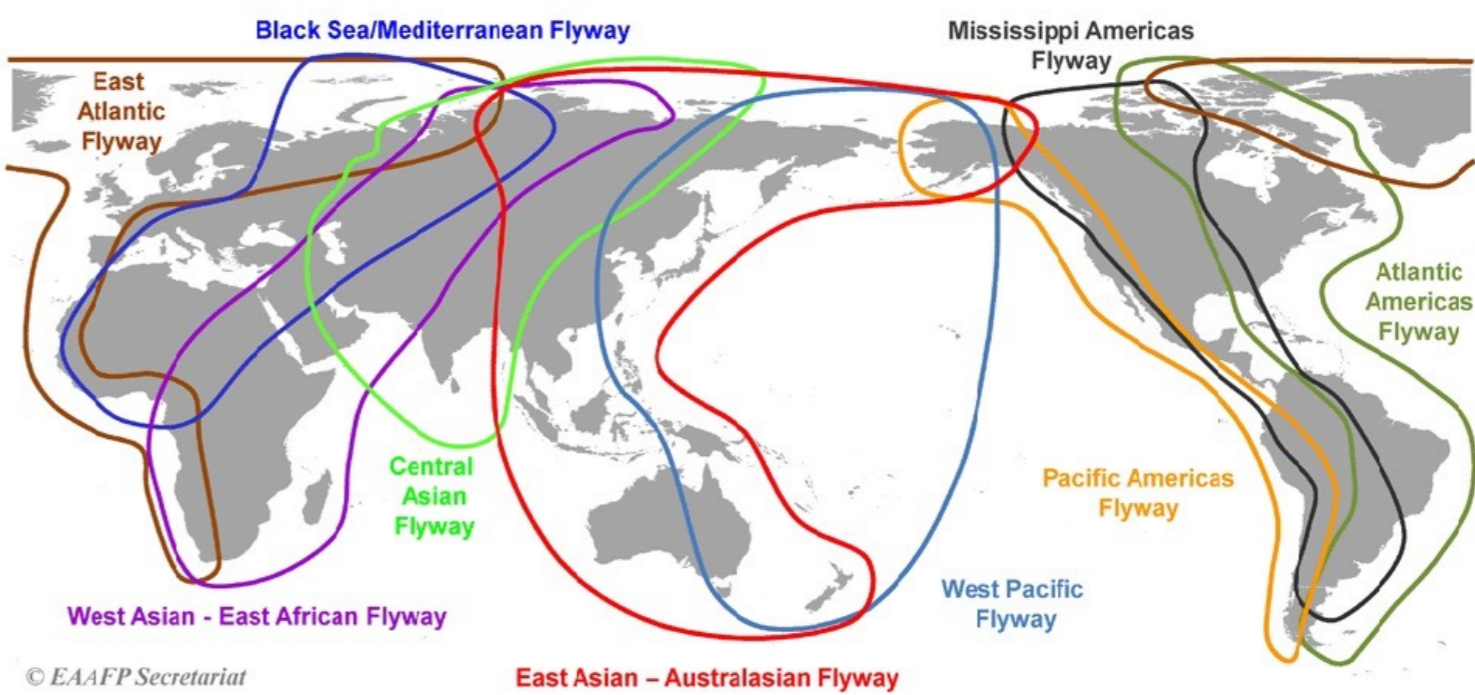 Black Sea/Mediterranean Flyway
Mississippi Americas
Flyway
East
Atlantic
Flyway
Atlantic
Americas
Flyway
Central
Asian
Flyway
Pacific Americas
Flyway
West Pacific
Flyway
West Asian - East African Flyway
East Asian – Australasian Flyway
© EAAFP Secretariat